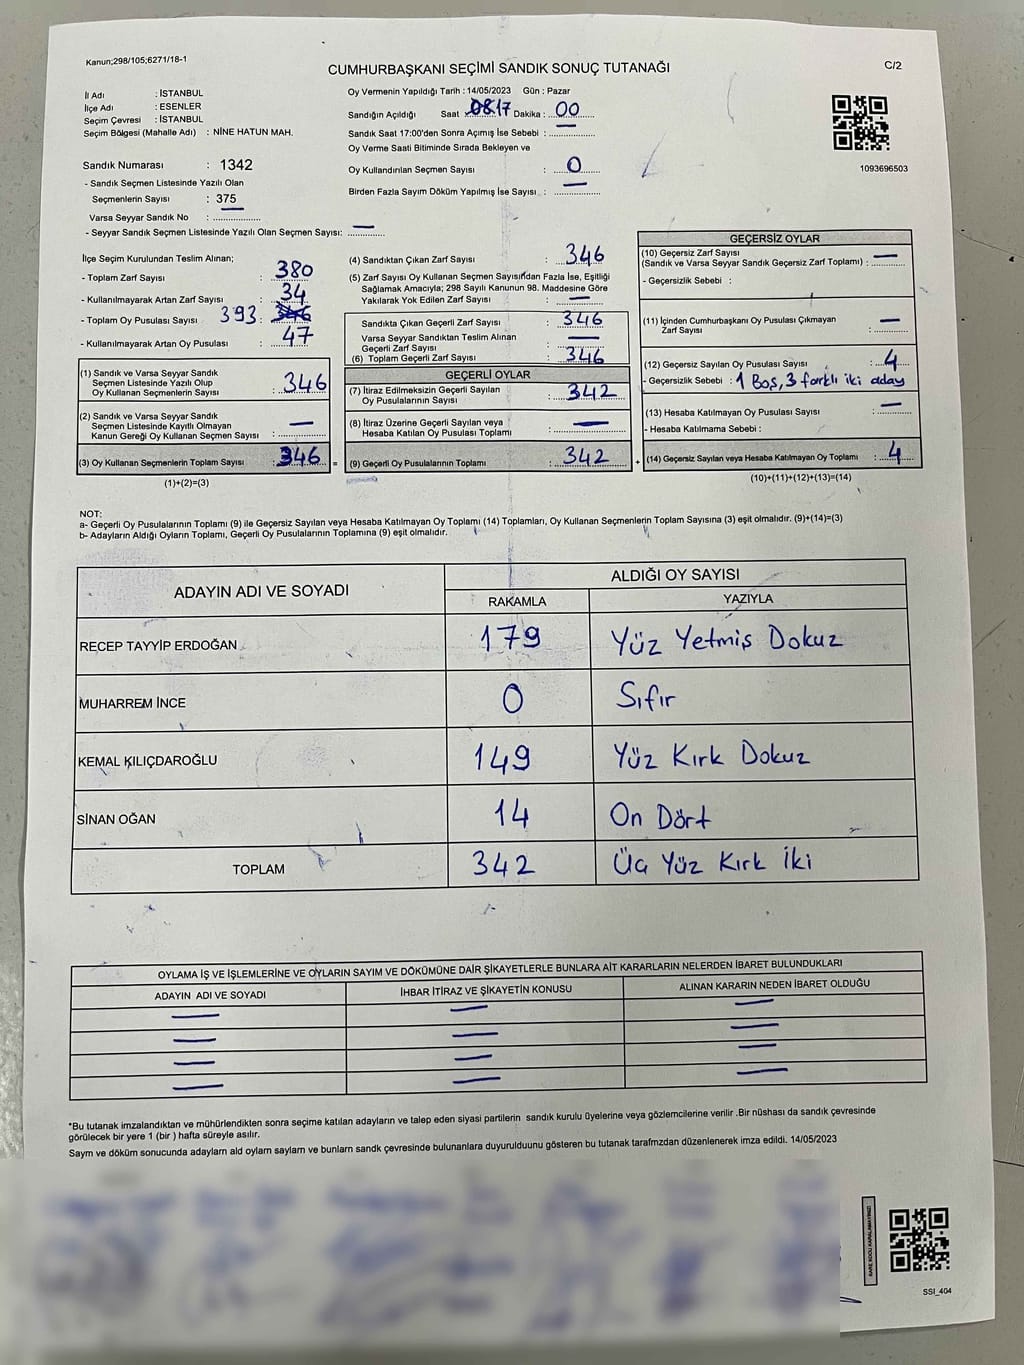 Kanun;298/105;6271/18-1
CUMHURBAŞKANI SEÇİMİ SANDIK SONUÇ TUTANAĞI
C/2
İl Adı : İSTANBUL
İlçe Adı : ESENLER
Seçim Çevresi : İSTANBUL
Seçim Bölgesi (Mahalle Adı) : NİNE HATUN MAH.
Sandık Numarası : 1342
- Sandık Seçmen Listesinde Yazılı Olan
Seçmenlerin Sayısı : 375
Varsa Seyyar Sandık No : —
- Seyyar Sandık Seçmen Listesinde Yazılı Olan Seçmen Sayısı: —
Oy Vermenin Yapıldığı Tarih : 14/05/2023 Gün : Pazar
Sandığın Açıldığı Saat 17 Dakika : 00
Sandık Saat 17:00'den Sonra Açımış İse Sebebi : —
Oy Verme Saati Bitiminde Sırada Bekleyen ve
Oy Kullandırılan Seçmen Sayısı : 0
Birden Fazla Sayım Döküm Yapılmış İse Sayısı : —
1093696503
İlçe Seçim Kurulundan Teslim Alınan;
- Toplam Zarf Sayısı : 380
- Kullanılmayarak Artan Zarf Sayısı : 34
- Toplam Oy Pusulası Sayısı 393 : 346
- Kullanılmayarak Artan Oy Pusulası : 47
(1) Sandık ve Varsa Seyyar Sandık
Seçmen Listesinde Yazılı Olup
Oy Kullanan Seçmenlerin Sayısı : 346
(2) Sandık ve Varsa Seyyar Sandık
Seçmen Listesinde Kayıtlı Olmayan
Kanun Gereği Oy Kullanan Seçmen Sayısı : —
(3) Oy Kullanan Seçmenlerin Toplam Sayısı 346
(1)+(2)=(3)
(4) Sandıktan Çıkan Zarf Sayısı : 346
(5) Zarf Sayısı Oy Kullanan Seçmen Sayısından Fazla İse, Eşitliği
Sağlamak Amacıyla; 298 Sayılı Kanunun 98. Maddesine Göre
Yakılarak Yok Edilen Zarf Sayısı : —
Sandıkta Çıkan Geçerli Zarf Sayısı : 346
Varsa Seyyar Sandıktan Teslim Alınan
Geçerli Zarf Sayısı : —
(6) Toplam Geçerli Zarf Sayısı : 346
GEÇERLİ OYLAR
(7) İtiraz Edilmeksizin Geçerli Sayılan
Oy Pusulalarının Sayısı : 342
(8) İtiraz Üzerine Geçerli Sayılan veya
Hesaba Katılan Oy Pusulası Toplamı : —
= (9) Geçerli Oy Pusulalarının Toplamı : 342
GEÇERSİZ OYLAR
(10) Geçersiz Zarf Sayısı
(Sandık ve Varsa Seyyar Sandık Geçersiz Zarf Toplamı) : —
- Geçersizlik Sebebi :
(11) İçinden Cumhurbaşkanı Oy Pusulası Çıkmayan
Zarf Sayısı : —
(12) Geçersiz Sayılan Oy Pusulası Sayısı : 4
- Geçersizlik Sebebi : 1 Boş, 3 farklı iki aday
(13) Hesaba Katılmayan Oy Pusulası Sayısı : —
- Hesaba Katılmama Sebebi :
+ (14) Geçersiz Sayılan veya Hesaba Katılmayan Oy Toplamı : 4
(10)+(11)+(12)+(13)=(14)
NOT:
a- Geçerli Oy Pusulalarının Toplamı (9) ile Geçersiz Sayılan veya Hesaba Katılmayan Oy Toplamı (14) Toplamları, Oy Kullanan Seçmenlerin Toplam Sayısına (3) eşit olmalıdır. (9)+(14)=(3)
b- Adayların Aldığı Oyların Toplamı, Geçerli Oy Pusulalarının Toplamına (9) eşit olmalıdır.
ADAYIN ADI VE SOYADI
ALDIĞI OY SAYISI
RAKAMLA YAZIYLA
RECEP TAYYİP ERDOĞAN 179 Yüz Yetmiş Dokuz
MUHARREM İNCE 0 Sıfır
KEMAL KILIÇDAROĞLU 149 Yüz Kırk Dokuz
SİNAN OĞAN 14 On Dört
TOPLAM 342 Üç Yüz Kırk İki
OYLAMA İŞ VE İŞLEMLERİNE VE OYLARIN SAYIM VE DÖKÜMÜNE DAİR ŞİKAYETLERLE BUNLARA AİT KARARLARIN NELERDEN İBARET BULUNDUKLARI
ADAYIN ADI VE SOYADI İHBAR İTİRAZ VE ŞİKAYETİN KONUSU ALINAN KARARIN NEDEN İBARET OLDUĞU
— — —
— — —
— — —
— — —
*Bu tutanak imzalandıktan ve mühürlendikten sonra seçime katılan adayların ve talep eden siyasi partilerin sandık kurulu üyelerine veya gözlemcilerine verilir .Bir nüshası da sandık çevresinde
görülecek bir yere 1 (bir ) hafta süreyle asılır.
Saym ve döküm sonucunda adayların ald oylarn saylam ve bunlarn sandk çevresinde bulunanlara duyurulduunu gösteren bu tutanak tarafmzdan düzenlenerek imza edildi. 14/05/2023
KARE KODU KARALAMAYINIZ!
SSI_404